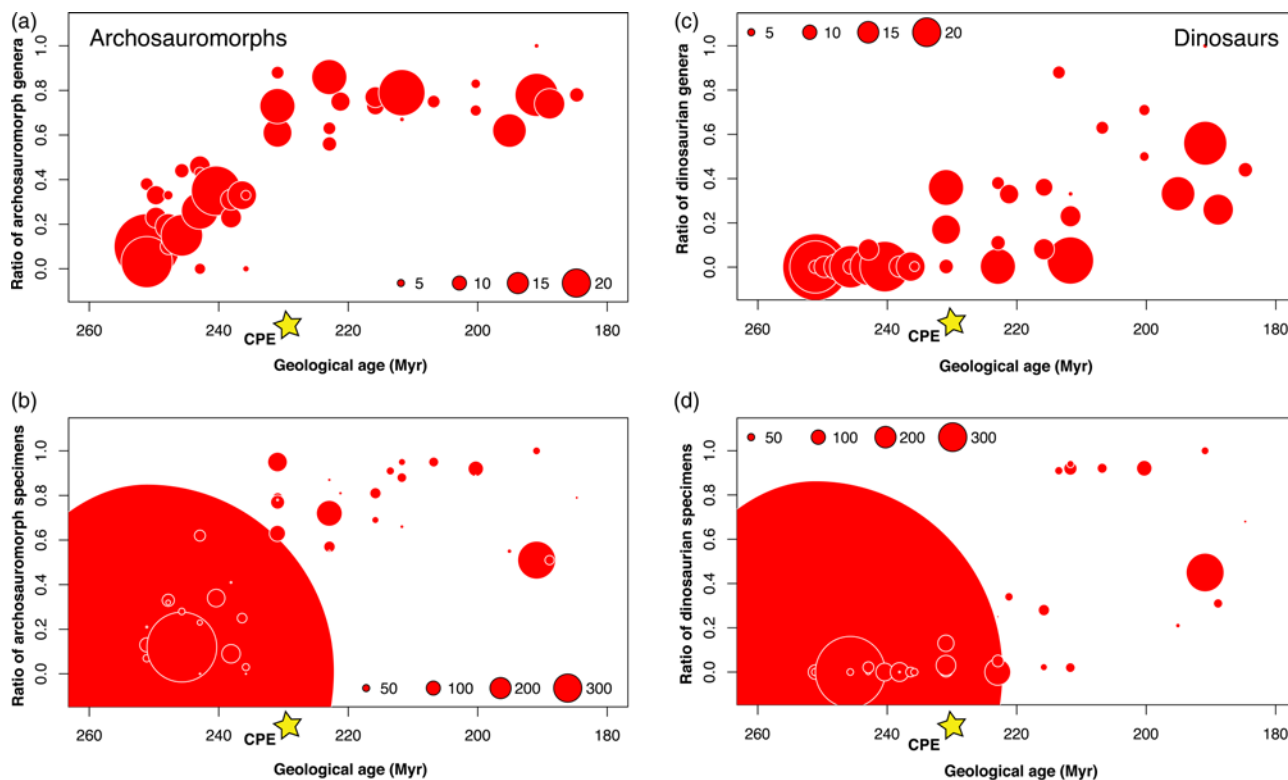 (a)
Archosauromorphs
Ratio of archosauromorph genera
1.0
0.8
0.6
0.4
0.2
0.0
5 10 15 20
260 240 220 200 180
CPE
Geological age (Myr)
(c)
5 10 15 20
Dinosaurs
Ratio of dinosaurian genera
1.0
0.8
0.6
0.4
0.2
0.0
260 240 220 200 180
CPE
Geological age (Myr)
(b)
Ratio of archosauromorph specimens
1.0
0.8
0.6
0.4
0.2
0.0
50 100 200 300
260 240 220 200 180
CPE
Geological age (Myr)
(d)
50 100 200 300
Ratio of dinosaurian specimens
1.0
0.8
0.6
0.4
0.2
0.0
260 240 220 200 180
CPE
Geological age (Myr)